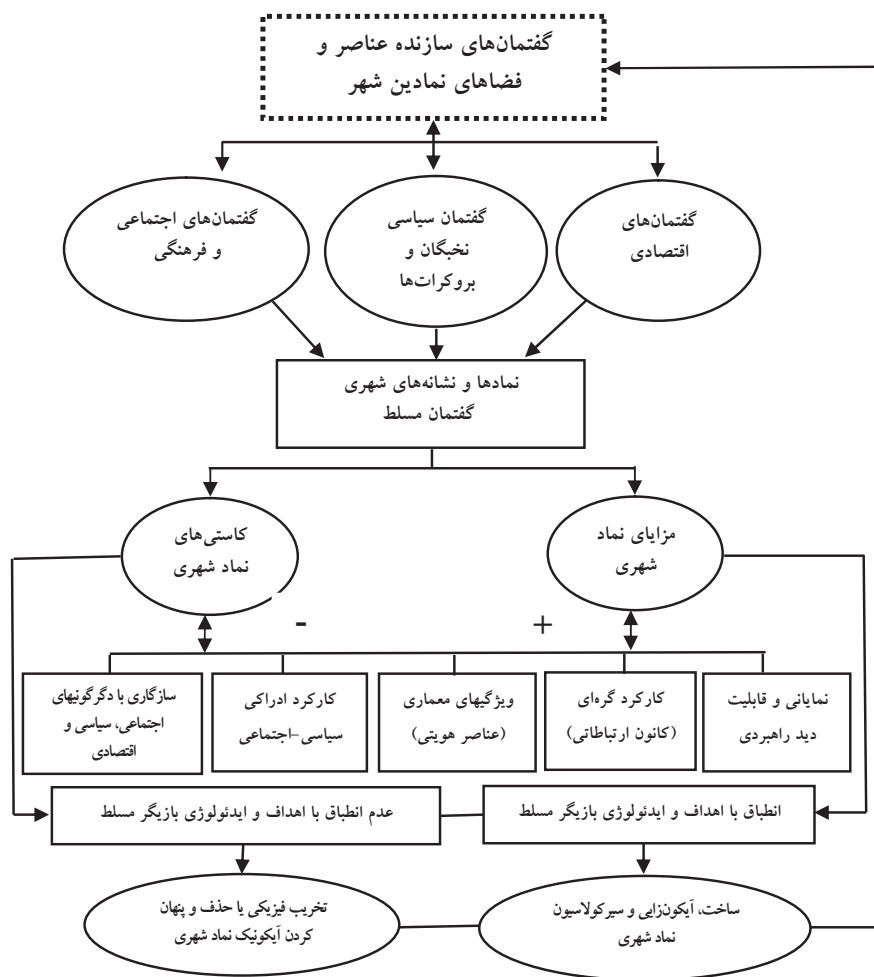 گفتمان‌های سازنده عناصر و
فضاهای نمادین شهر
گفتمان‌های
اقتصادی
گفتمان سیاسی
نخبگان و
بروکرات‌ها
گفتمان‌های اجتماعی
و فرهنگی
نمادها و نشانه‌های شهری
گفتمان مسلط
مزایای نماد
شهری
کاستی‌های
نماد شهری
+
-
نمایانی و قابلیت
دید راهبردی
کارکرد گره‌ای
(کانون ارتباطاتی)
ویژگیهای معماری
(عناصر هویتی)
کارکرد ادراکی
سیاسی-اجتماعی
سازگاری با دگرگونیهای
اجتماعی، سیاسی و
اقتصادی
انطباق با اهداف و ایدئولوژی بازیگر مسلط
عدم انطباق با اهداف و ایدئولوژی بازیگر مسلط
ساخت، آیکون‌زایی و سیرکولاسیون
نماد شهری
تخریب فیزیکی یا حذف و پنهان
کردن آیکونیک نماد شهری